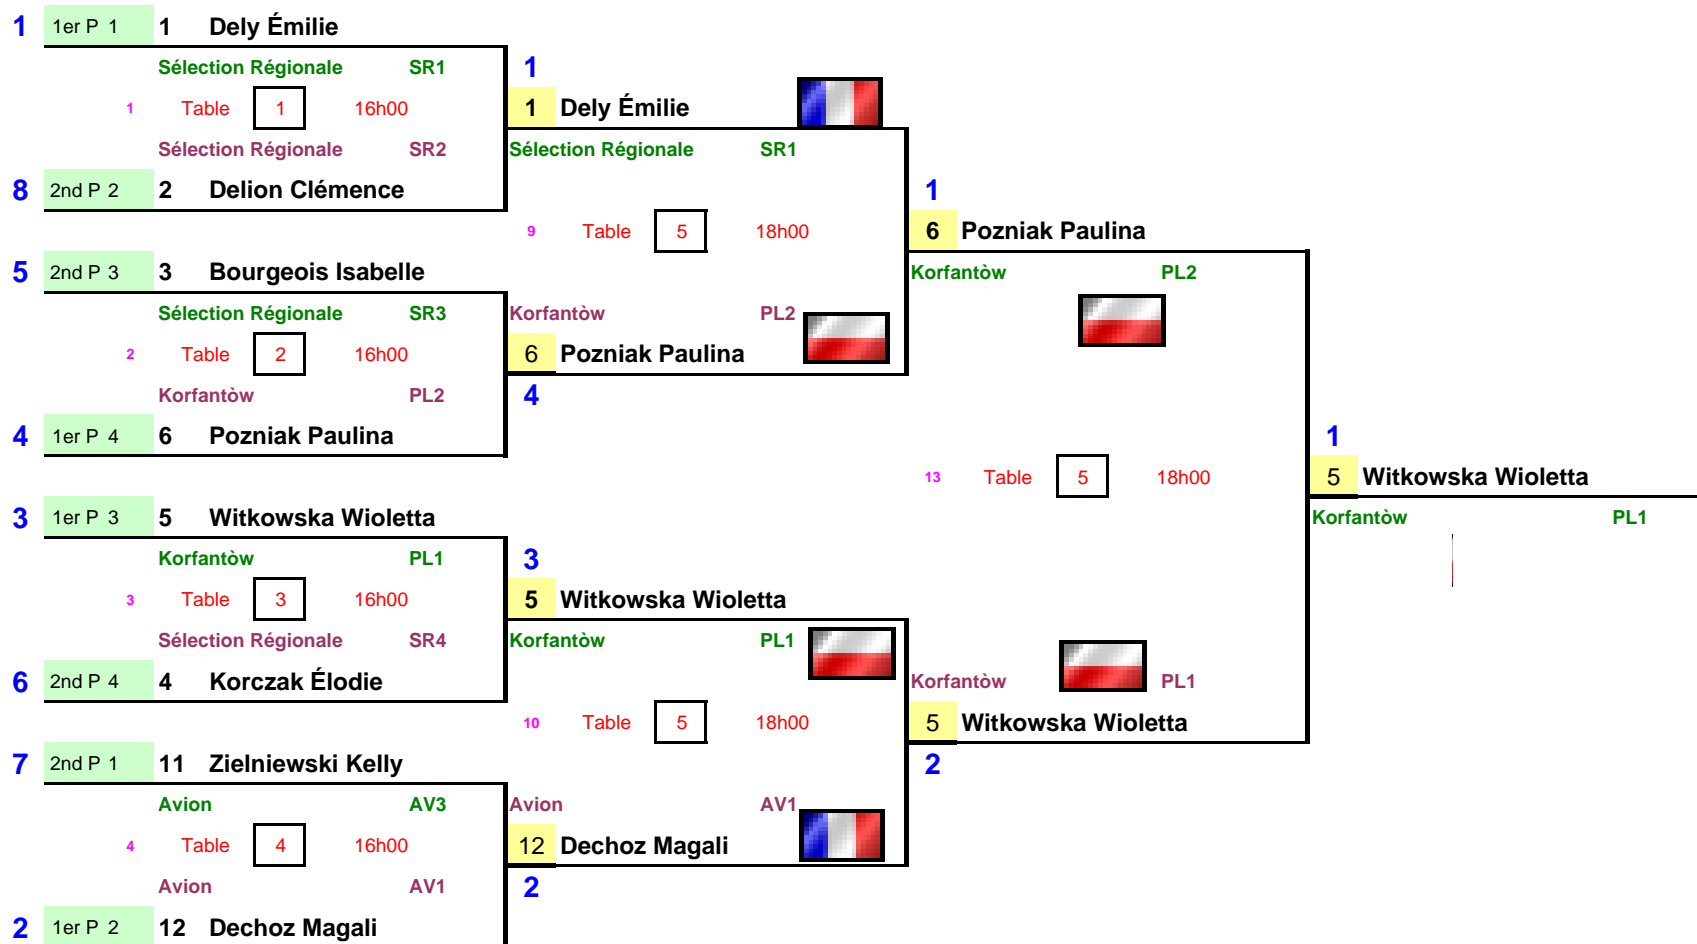 1 1er P 1 1 Dely Émilie
Sélection Régionale SR1 1
1 Table 1 16h00 1 Dely Émilie
Sélection Régionale SR2 Sélection Régionale SR1
8 2nd P 2 2 Delion Clémence 1
9 Table 5 18h00 6 Pozniak Paulina
5 2nd P 3 3 Bourgeois Isabelle Korfantòw PL2
Sélection Régionale SR3 Korfantòw PL2
2 Table 2 16h00 6 Pozniak Paulina
Korfantòw PL2 4
4 1er P 4 6 Pozniak Paulina 1
13 Table 5 18h00 5 Witkowska Wioletta
3 1er P 3 5 Witkowska Wioletta Korfantòw PL1
Korfantòw PL1 3
3 Table 3 16h00 5 Witkowska Wioletta
Sélection Régionale SR4 Korfantòw PL1
6 2nd P 4 4 Korczak Élodie Korfantòw PL1
10 Table 5 18h00 5 Witkowska Wioletta
7 2nd P 1 11 Zielniewski Kelly 2
Avion AV3 Avion AV1
4 Table 4 16h00 12 Dechoz Magali
Avion AV1 2
2 1er P 2 12 Dechoz Magali